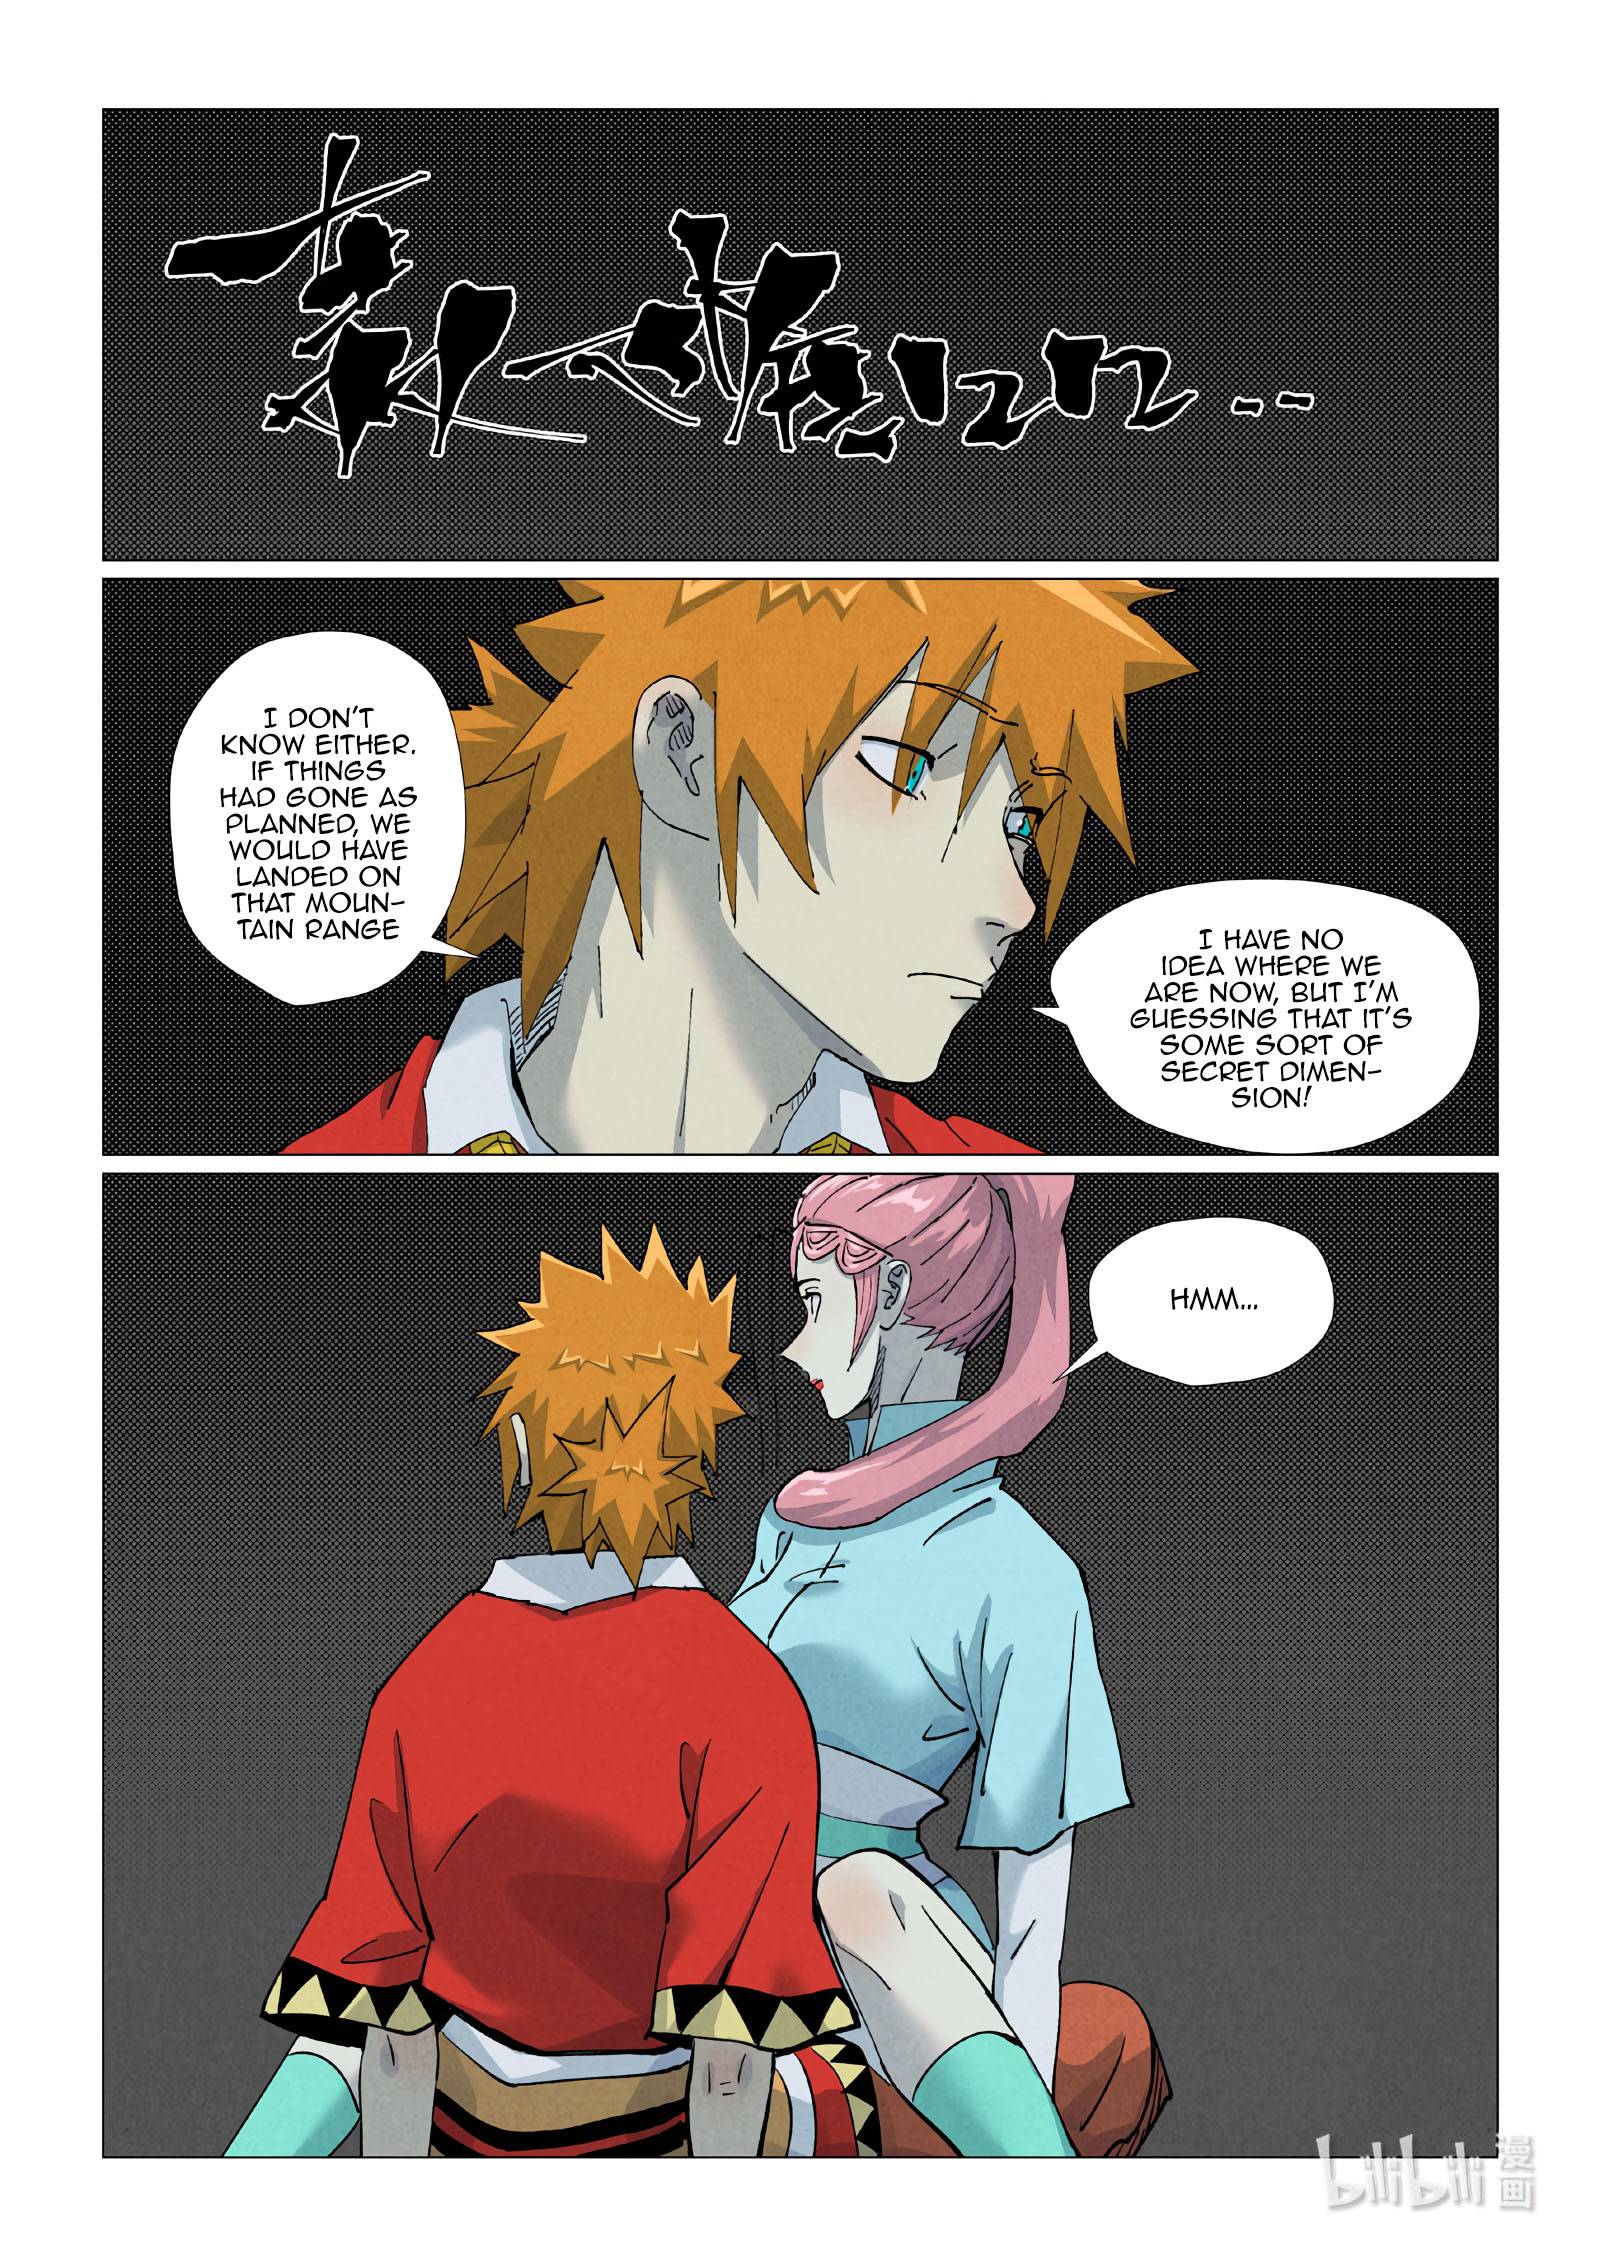 I DON'T
KNOW EITHER.
IF THINGS
HAD GONE AS
PLANNED, WE
WOULD HAVE
LANDED ON
THAT MOUN-
TAIN RANGE
I HAVE NO
IDEA WHERE WE
ARE NOW, BUT I'M
GUESSING THAT IT'S
SOME SORT OF
SECRET DIMEN-
SION!
HMM...
bilibili 漫画